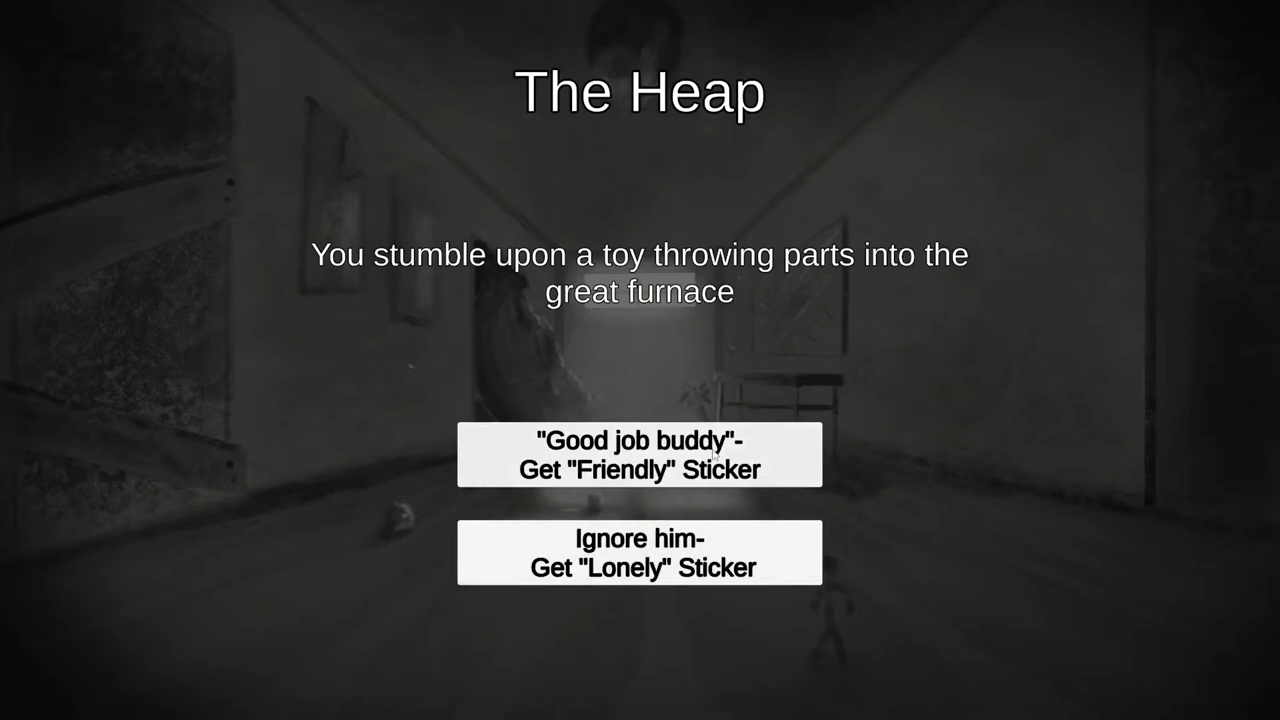 The Heap
You stumble upon a toy throwing parts into the
great furnace
"Good job buddy"-
Get "Friendly" Sticker
Ignore him-
Get "Lonely" Sticker